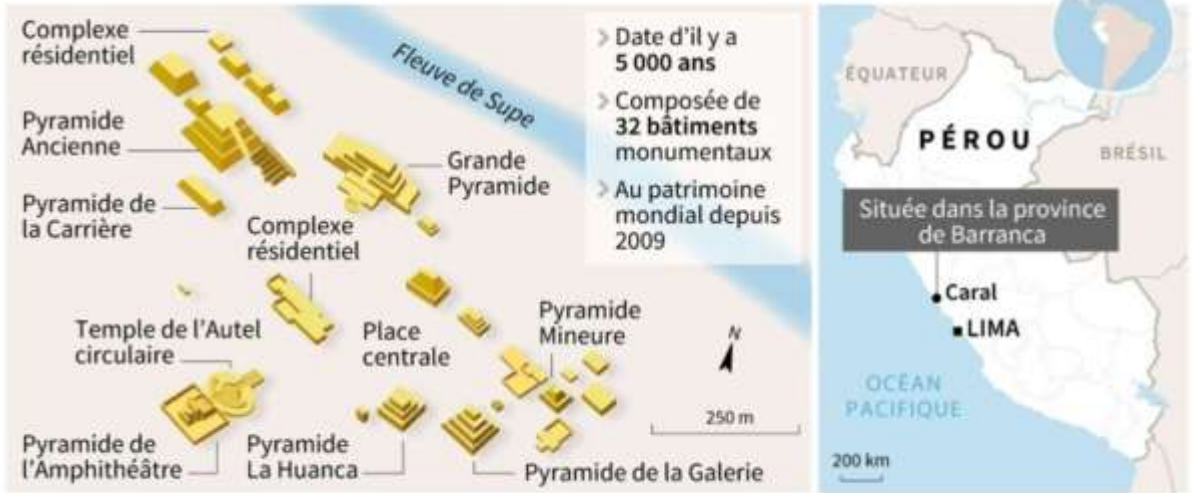 Complexe
résidentiel
Pyramide
Ancienne
Pyramide de
la Carrière
Complexe
résidentiel
Fleuve de Supe
Grande
Pyramide
> Date d'il y a
5 000 ans
> Composée de
32 bâtiments
monumentaux
> Au patrimoine
mondial depuis
2009
Temple de l'Autel
circulaire
Place
centrale
Pyramide
Mineure
N
250 m
Pyramide de
l'Amphithéâtre
Pyramide
La Huanca
Pyramide de la Galerie
ÉQUATEUR
PÉROU
BRÉSIL
Située dans la province
de Barranca
Caral
LIMA
OCÉAN
PACIFIQUE
200 km